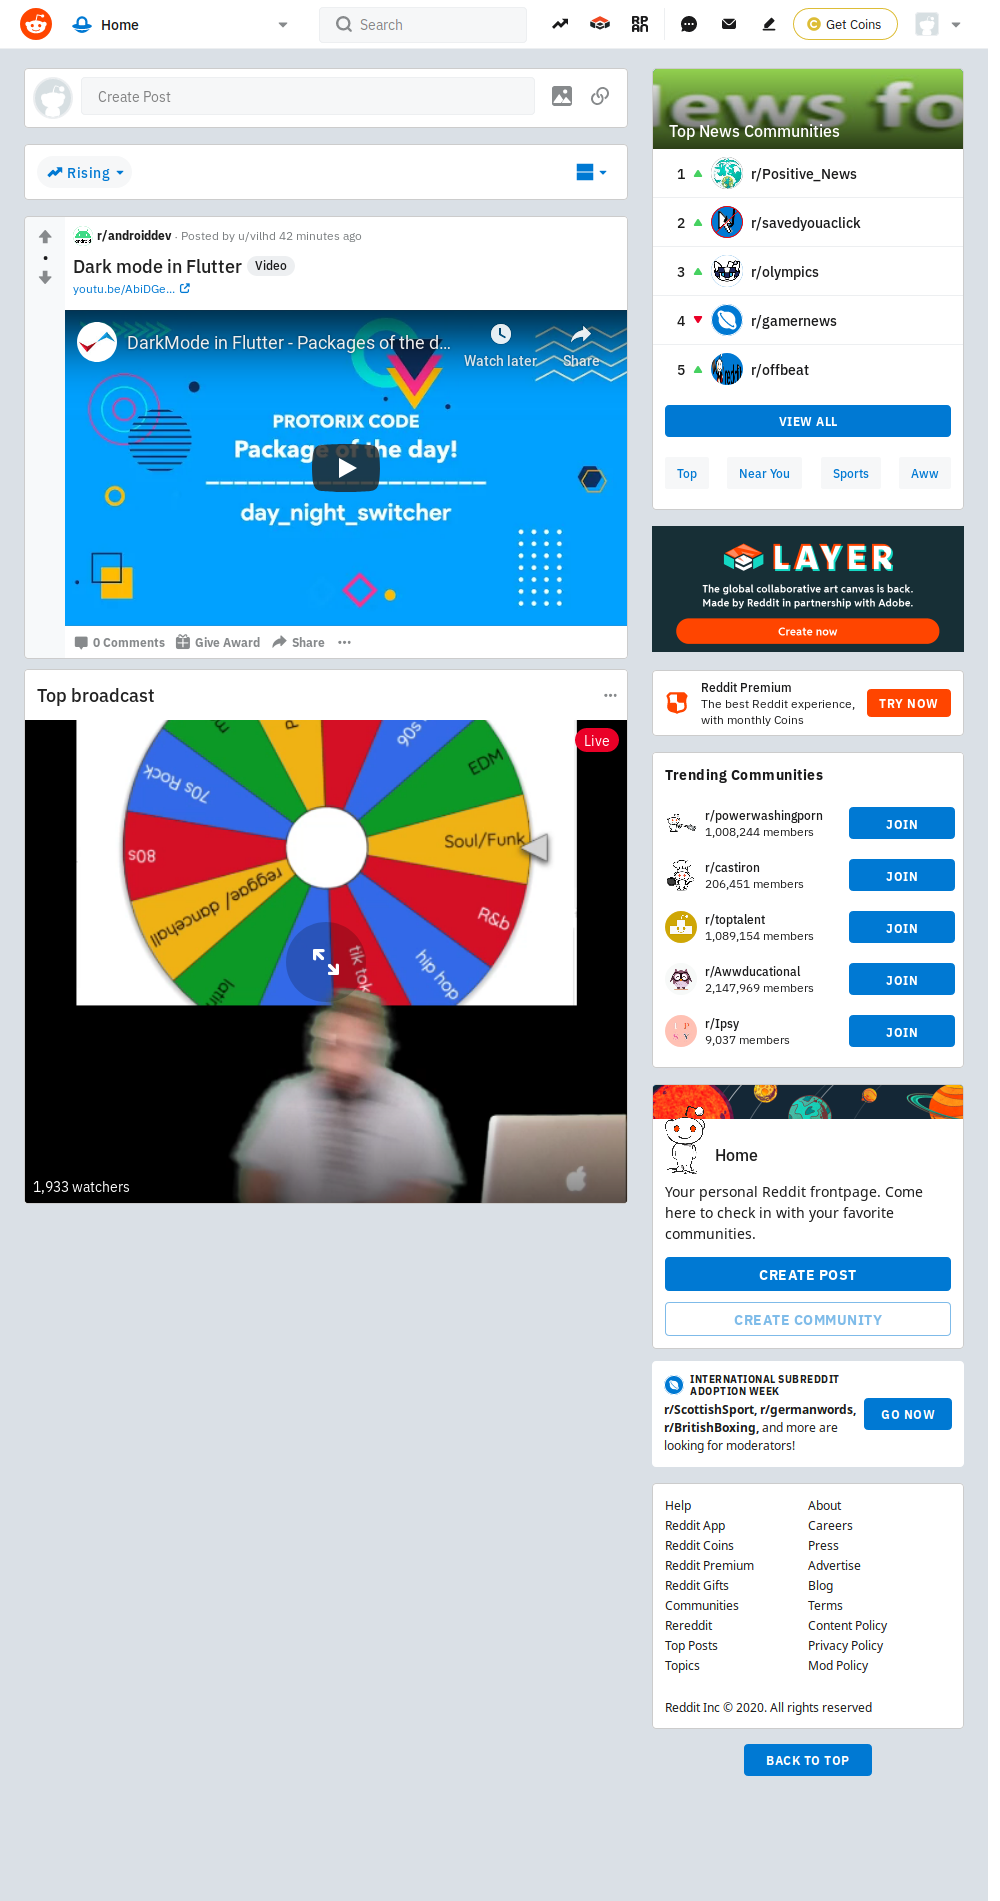 Home
Search
RP
AN
Get Coins
Create Post
Rising
r/androiddev · Posted by u/vilhd 42 minutes ago
Dark mode in Flutter Video
youtu.be/AbiDGe...
DarkMode in Flutter - Packages of the d...
Watch later
Share
PROTORIX CODE
Package of the day!
day_night_switcher
0 Comments Give Award Share
Top broadcast
Live
90s
EDM
Soul/Funk
R&b
hip hop
tik tok
latin
reggae/ dancehall
80s
70s Rock
1,933 watchers
Top News Communities
1 r/Positive_News
2 r/savedyouaclick
3 r/olympics
4 r/gamernews
5 r/offbeat
VIEW ALL
Top Near You Sports Aww
LAYER
The global collaborative art canvas is back.
Made by Reddit in partnership with Adobe.
Create now
Reddit Premium
The best Reddit experience,
with monthly Coins
TRY NOW
Trending Communities
r/powerwashingporn
1,008,244 members
JOIN
r/castiron
206,451 members
JOIN
r/toptalent
1,089,154 members
JOIN
r/Awwducational
2,147,969 members
JOIN
r/Ipsy
9,037 members
JOIN
Home
Your personal Reddit frontpage. Come
here to check in with your favorite
communities.
CREATE POST
CREATE COMMUNITY
INTERNATIONAL SUBREDDIT
ADOPTION WEEK
r/ScottishSport, r/germanwords,
r/BritishBoxing, and more are
looking for moderators!
GO NOW
Help
Reddit App
Reddit Coins
Reddit Premium
Reddit Gifts
Communities
Rereddit
Top Posts
Topics
About
Careers
Press
Advertise
Blog
Terms
Content Policy
Privacy Policy
Mod Policy
Reddit Inc © 2020. All rights reserved
BACK TO TOP